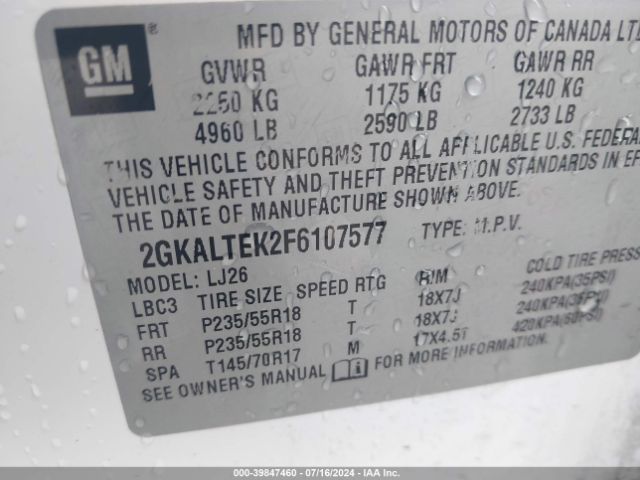 GM ®
MFD BY GENERAL MOTORS OF CANADA LTD
GVWR GAWR FRT GAWR RR
2250 KG 1175 KG 1240 KG
4960 LB 2590 LB 2733 LB
THIS VEHICLE CONFORMS TO ALL APPLICABLE U.S. FEDERAL
VEHICLE SAFETY AND THEFT PREVENTION STANDARDS IN EF
THE DATE OF MANUFACTURE SHOWN ABOVE.
2GKALTEK2F6107577 TYPE: M.P.V.
MODEL: LJ26
LBC3 TIRE SIZE SPEED RTG RIM COLD TIRE PRESS
FRT P235/55R18 T 18X7J 240KPA(35PSI)
RR P235/55R18 T 18X7J 240KPA(35PSI)
SPA T145/70R17 M 17X4.5T 420KPA(60PSI)
SEE OWNER'S MANUAL FOR MORE INFORMATION.
000-39847460 - 07/16/2024 - IAA Inc.